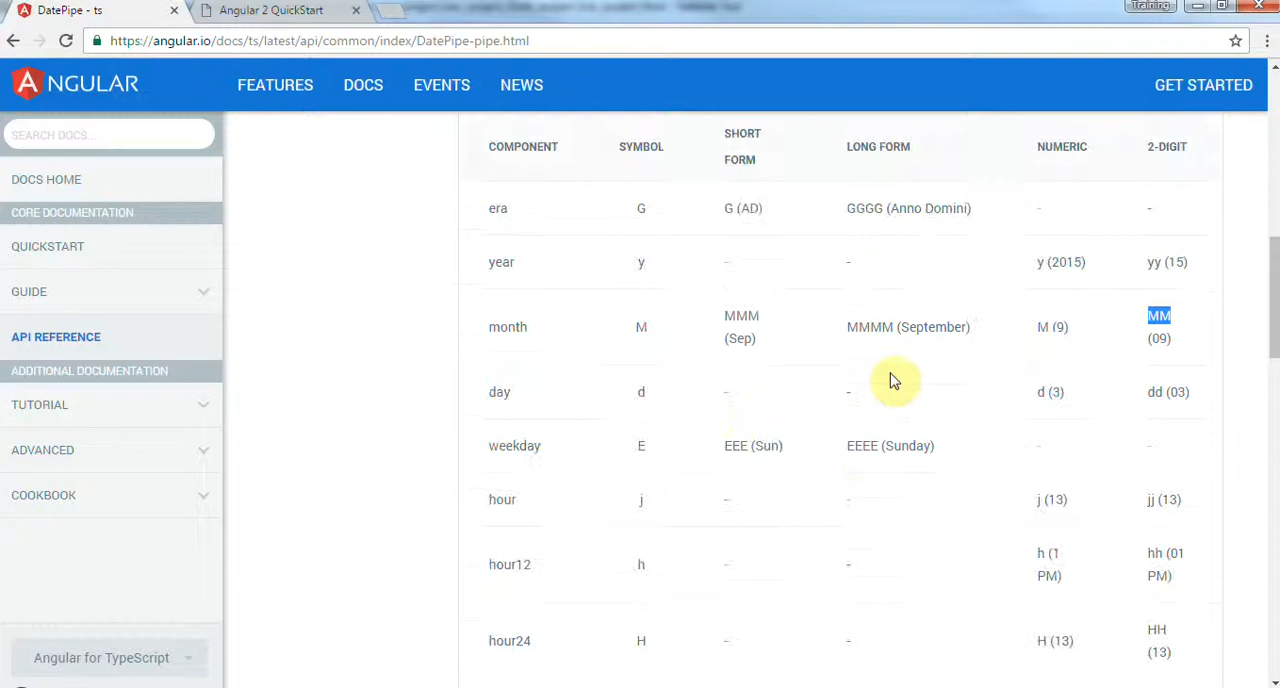 DatePipe - ts
Angular 2 QuickStart
Training
https://angular.io/docs/ts/latest/api/common/index/DatePipe-pipe.html
ANGULAR
FEATURES DOCS EVENTS NEWS GET STARTED
SEARCH DOCS...
DOCS HOME
CORE DOCUMENTATION
QUICKSTART
GUIDE
API REFERENCE
ADDITIONAL DOCUMENTATION
TUTORIAL
ADVANCED
COOKBOOK
Angular for TypeScript
COMPONENT SYMBOL SHORT FORM LONG FORM NUMERIC 2-DIGIT
era G G (AD) GGGG (Anno Domini) - -
year y - - y (2015) yy (15)
month M MMM (Sep) MMMM (September) M (9) MM (09)
day d - - d (3) dd (03)
weekday E EEE (Sun) EEEE (Sunday) - -
hour j - - j (13) jj (13)
hour12 h - - h (1 PM) hh (01 PM)
hour24 H - - H (13) HH (13)